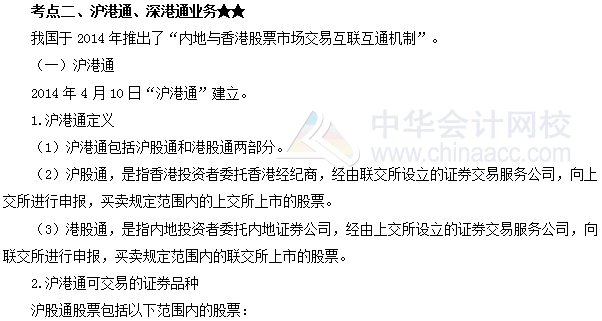 考点二、沪港通、深港通业务★★
我国于 2014 年推出了“内地与香港股票市场交易互联互通机制”。
（一）沪港通
2014 年 4 月 10 日“沪港通”建立。
1.沪港通定义
（1）沪港通包括沪股通和港股通两部分。
（2）沪股通，是指香港投资者委托香港经纪商，经由联交所设立的证券交易服务公司，向上
交所进行申报，买卖规定范围内的上交所上市的股票。
（3）港股通，是指内地投资者委托内地证券公司，经由上交所设立的证券交易服务公司，向
联交所进行申报，买卖规定范围内的联交所上市的股票。
2.沪港通可交易的证券品种
沪股通股票包括以下范围内的股票：
中华会计网校
www.chinaacc.com